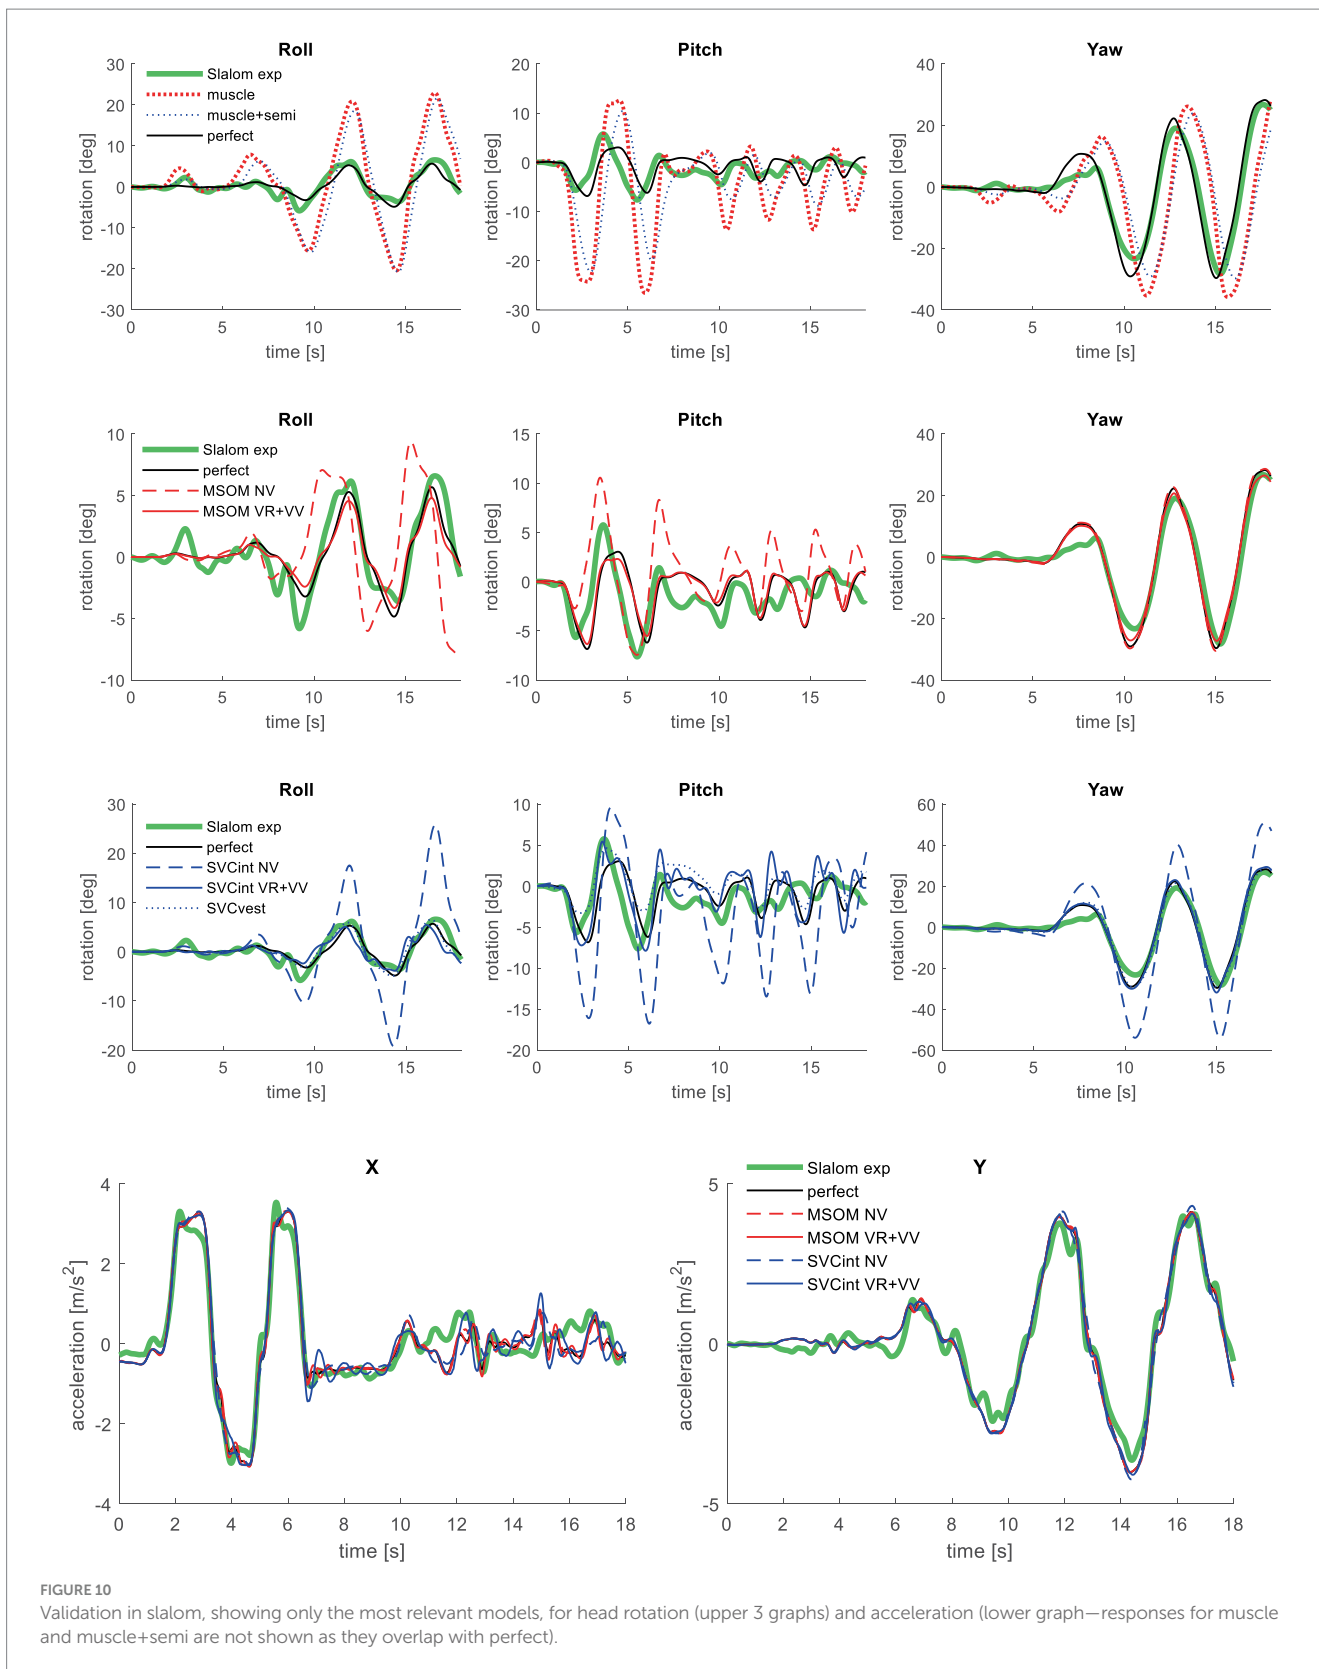 Roll
Pitch
Yaw
30
20
10
0
-10
-20
-30
rotation [deg]
Slalom exp
muscle
muscle+semi
perfect
0
5
10
15
time [s]
20
10
0
-10
-20
-30
rotation [deg]
0
5
10
15
time [s]
40
20
0
-20
-40
rotation [deg]
0
5
10
15
time [s]
Roll
Pitch
Yaw
10
5
0
-5
-10
rotation [deg]
Slalom exp
perfect
MSOM NV
MSOM VR+VV
0
5
10
15
time [s]
15
10
5
0
-5
-10
rotation [deg]
0
5
10
15
time [s]
40
20
0
-20
-40
rotation [deg]
0
5
10
15
time [s]
Roll
Pitch
Yaw
30
20
10
0
-10
-20
rotation [deg]
Slalom exp
perfect
SVCint NV
SVCint VR+VV
SVCvest
0
5
10
15
time [s]
10
5
0
-5
-10
-15
-20
rotation [deg]
0
5
10
15
time [s]
60
40
20
0
-20
-40
-60
rotation [deg]
0
5
10
15
time [s]
X
4
2
0
-2
-4
acceleration [m/s²]
0
2
4
6
8
10
12
14
16
18
time [s]
Y
Slalom exp
perfect
MSOM NV
MSOM VR+VV
SVCint NV
SVCint VR+VV
5
0
-5
acceleration [m/s²]
0
2
4
6
8
10
12
14
16
18
time [s]
FIGURE 10
Validation in slalom, showing only the most relevant models, for head rotation (upper 3 graphs) and acceleration (lower graph—responses for muscle
and muscle+semi are not shown as they overlap with perfect).